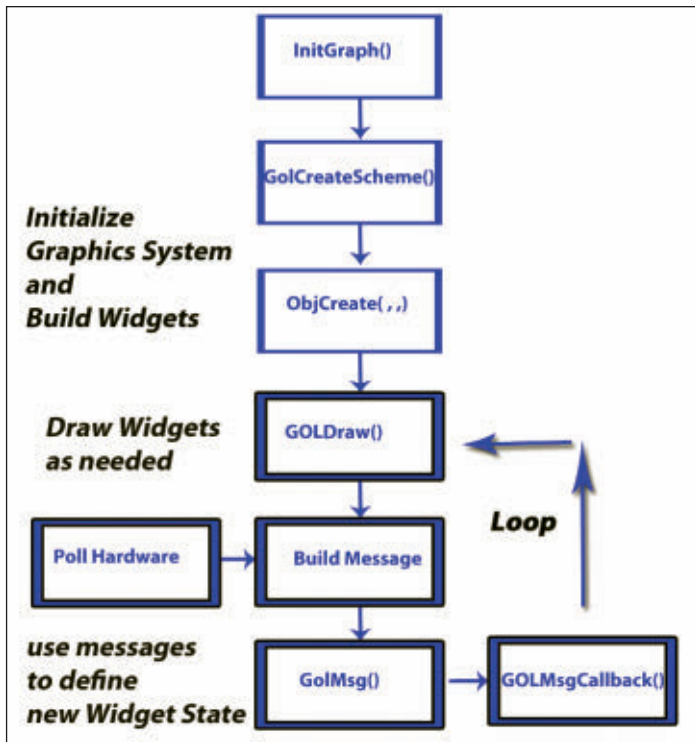 InitGraph()
GolCreateScheme()
Initialize
Graphics System
and
Build Widgets
ObjCreate( , ,)
Draw Widgets
as needed
GOLDraw()
Loop
Poll Hardware
Build Message
use messages
to define
new Widget State
GolMsg()
GOLMsgCallback()